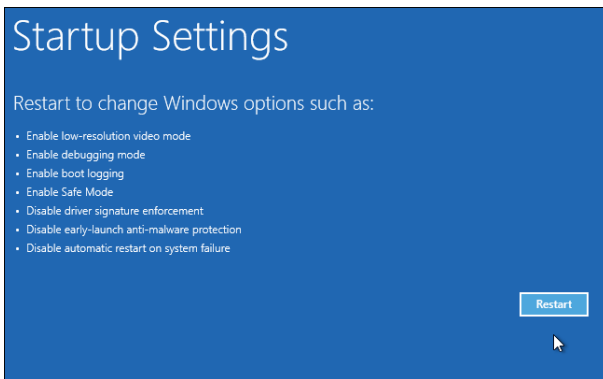 Startup Settings
Restart to change Windows options such as:
• Enable low-resolution video mode
• Enable debugging mode
• Enable boot logging
• Enable Safe Mode
• Disable driver signature enforcement
• Disable early-launch anti-malware protection
• Disable automatic restart on system failure
Restart